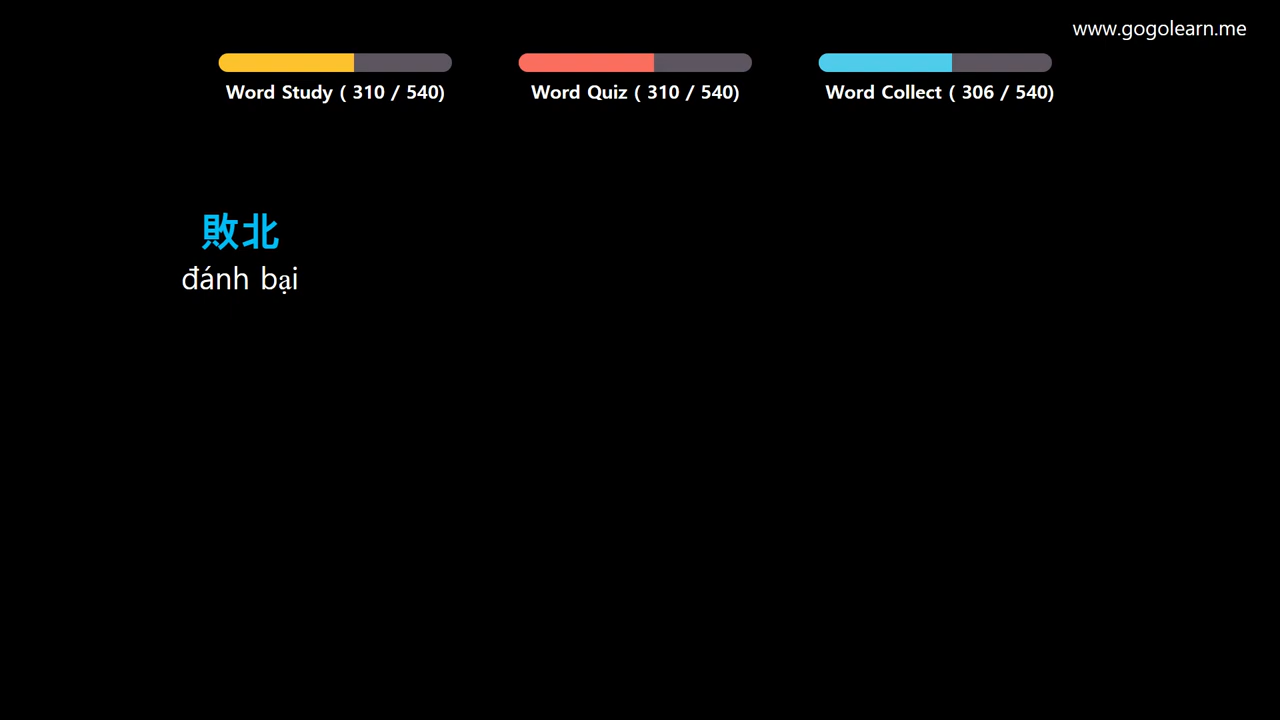 www.gogolearn.me
Word Study ( 310 / 540)
Word Quiz ( 310 / 540)
Word Collect ( 306 / 540)
敗北
đánh bại